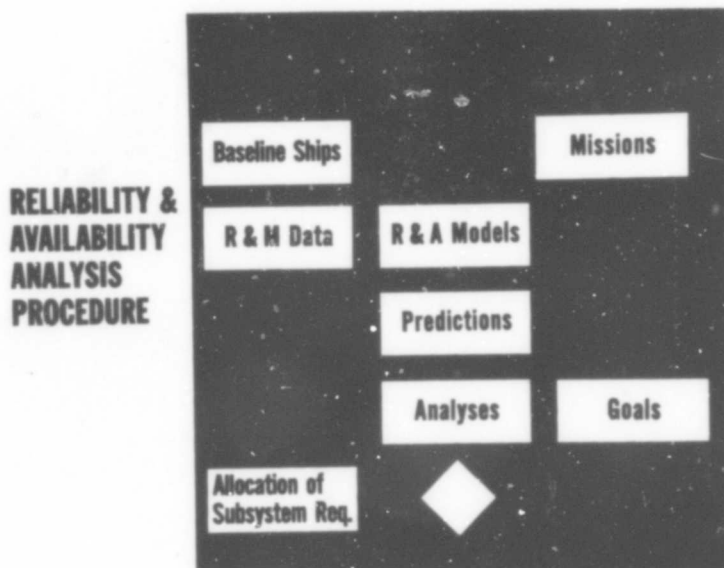 RELIABILITY &
AVAILABILITY
ANALYSIS
PROCEDURE
Baseline Ships
Missions
R & M Data
R & A Models
Predictions
Analyses
Goals
Allocation of
Subsystem Req.